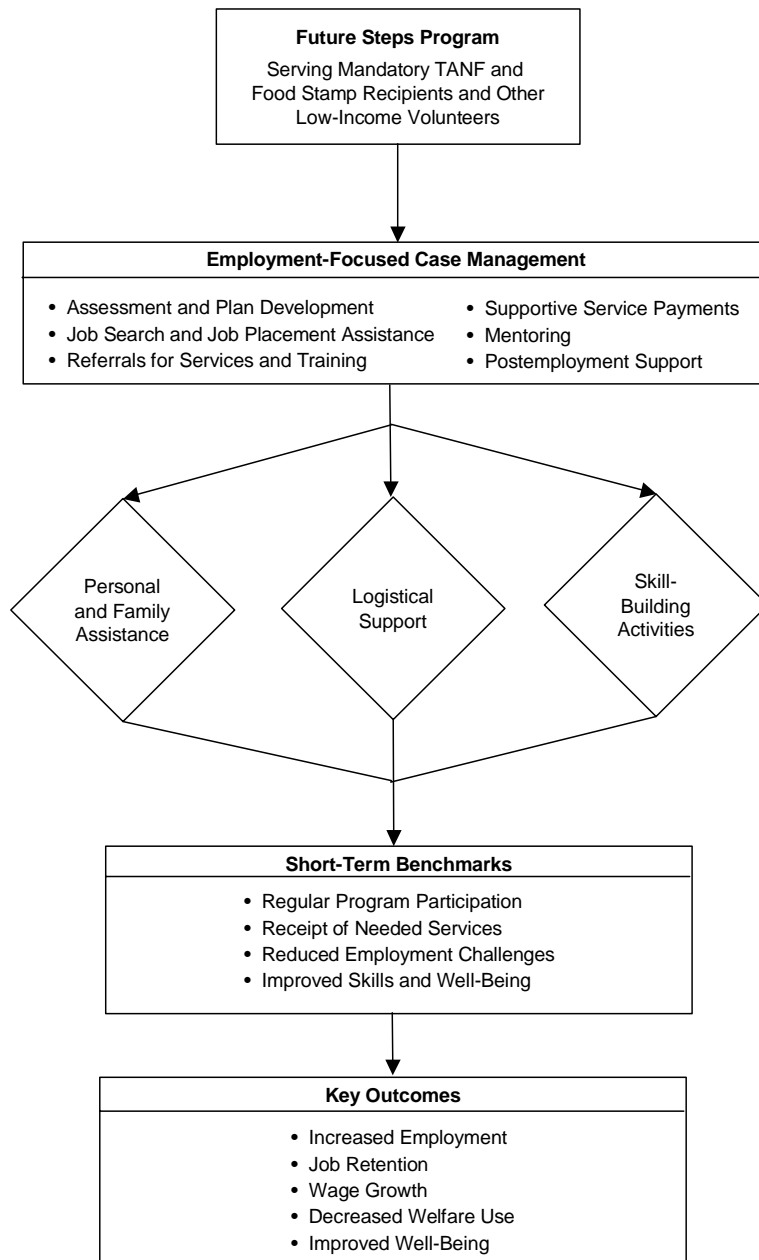 Future Steps Program
Serving Mandatory TANF and
Food Stamp Recipients and Other
Low-Income Volunteers
Employment-Focused Case Management
• Assessment and Plan Development
• Job Search and Job Placement Assistance
• Referrals for Services and Training
• Supportive Service Payments
• Mentoring
• Postemployment Support
Personal
and Family
Assistance
Logistical
Support
Skill-
Building
Activities
Short-Term Benchmarks
• Regular Program Participation
• Receipt of Needed Services
• Reduced Employment Challenges
• Improved Skills and Well-Being
Key Outcomes
• Increased Employment
• Job Retention
• Wage Growth
• Decreased Welfare Use
• Improved Well-Being